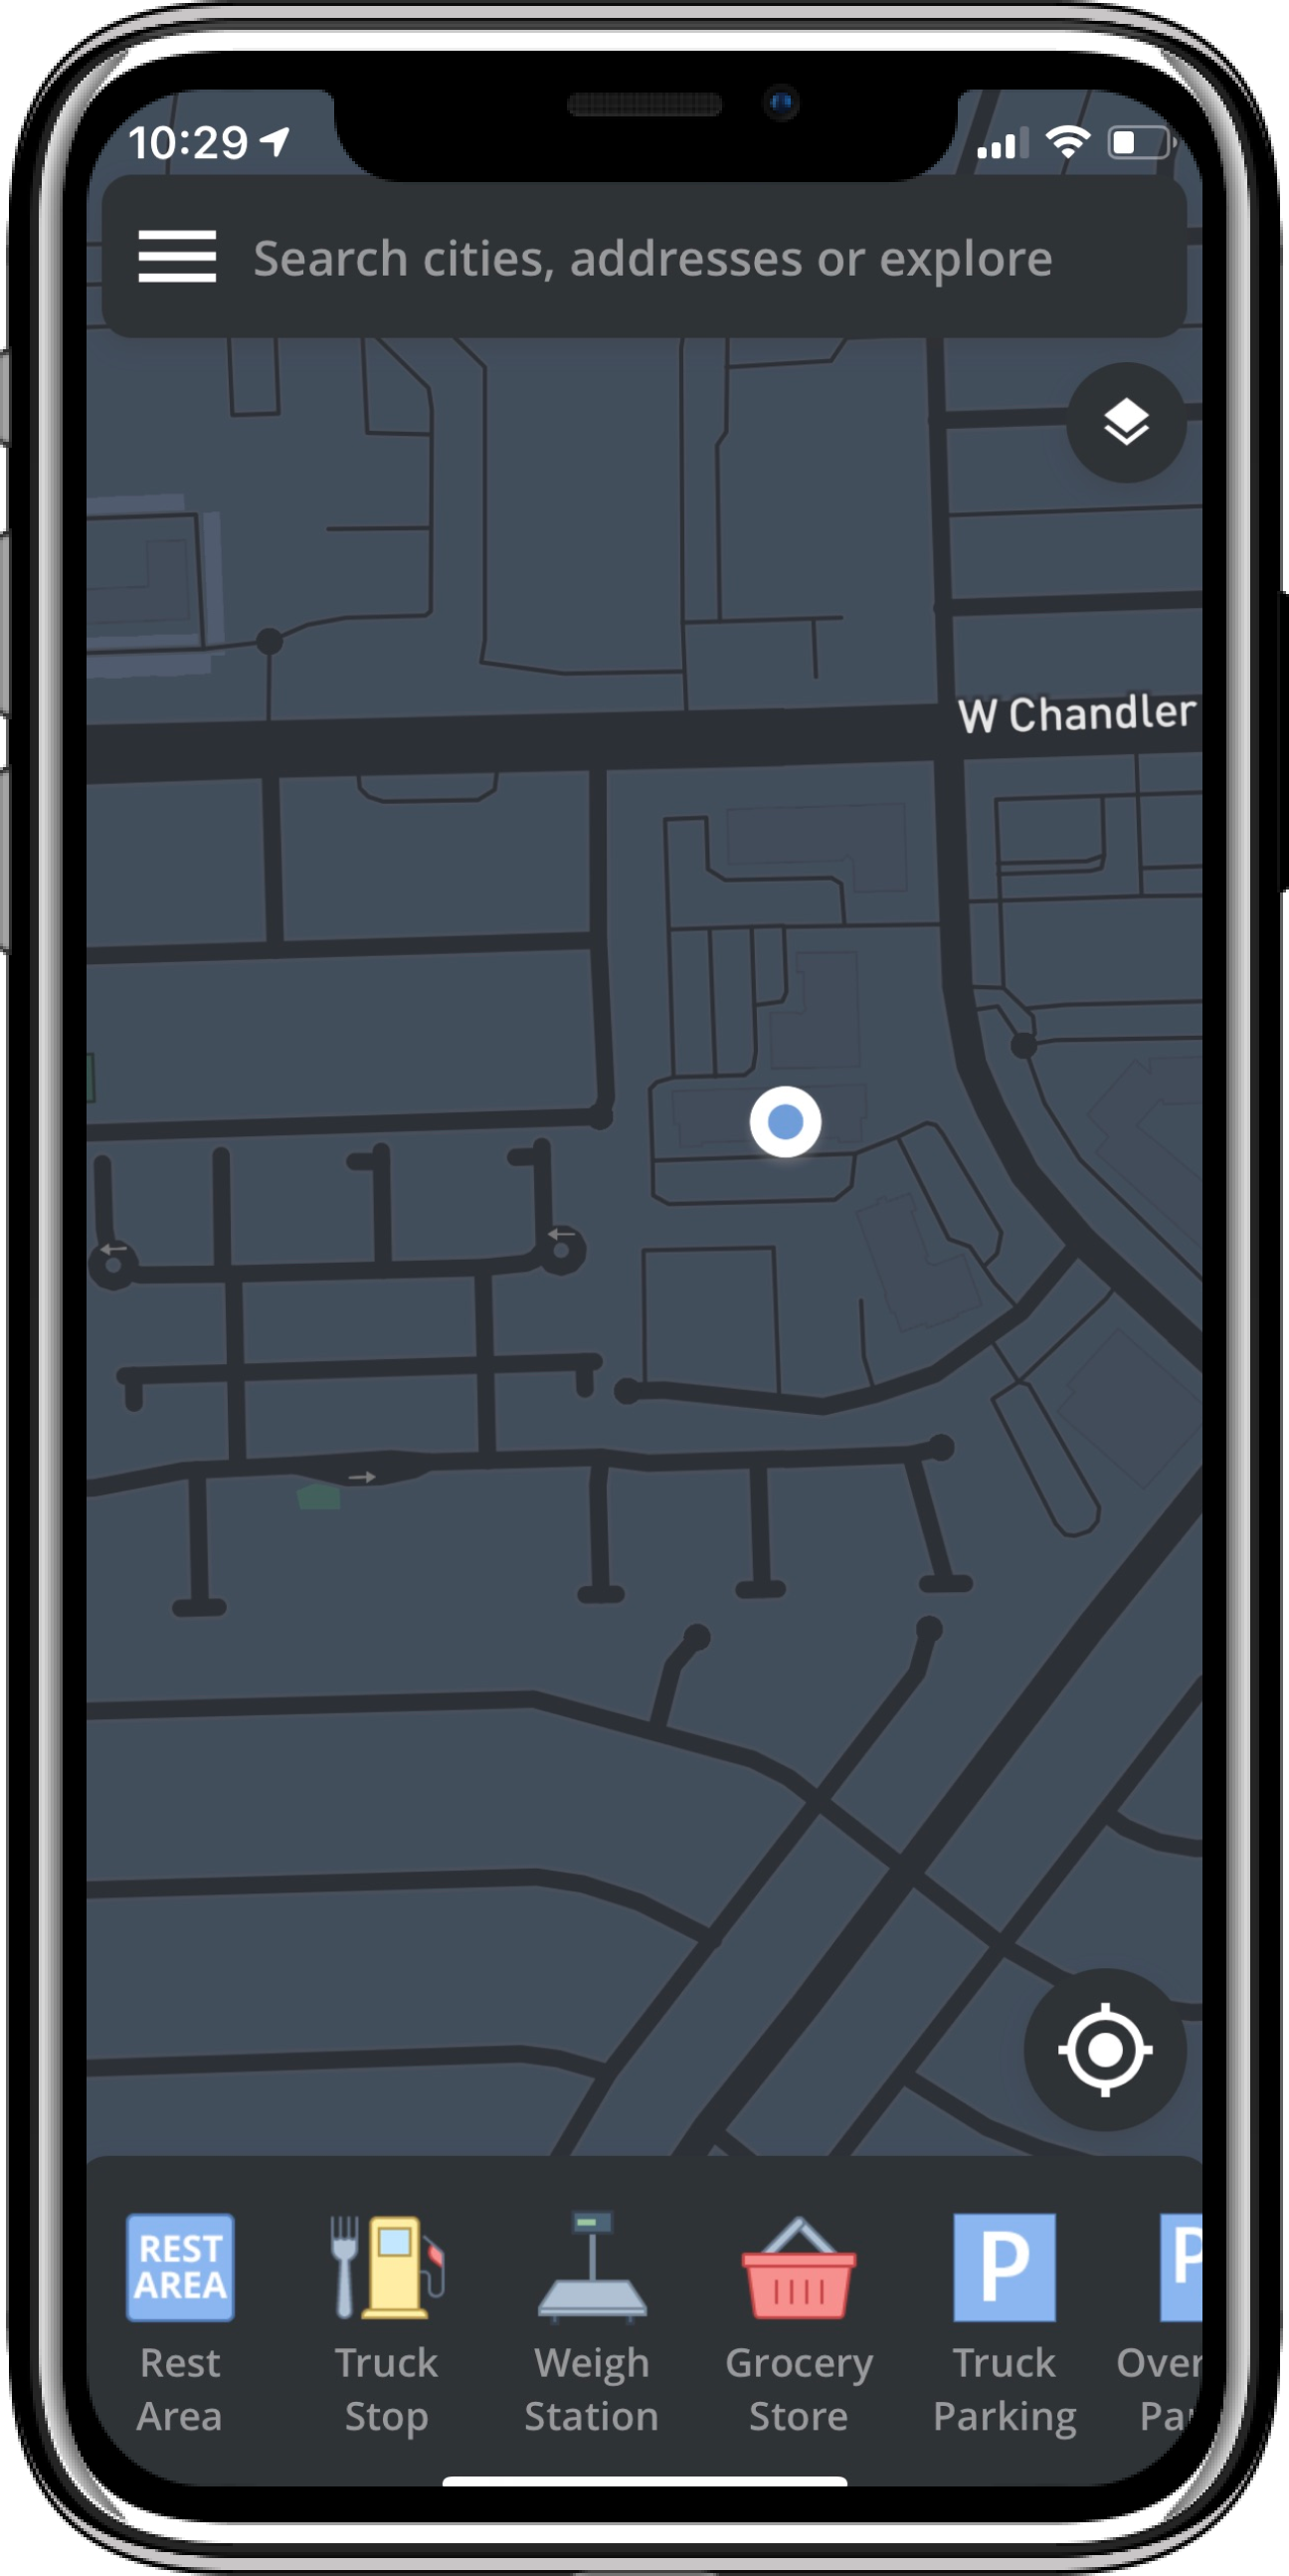 10:29
Search cities, addresses or explore
W Chandler
REST
AREA
P
P
Rest
Area
Truck
Stop
Weigh
Station
Grocery
Store
Truck
Parking
Over
Pa